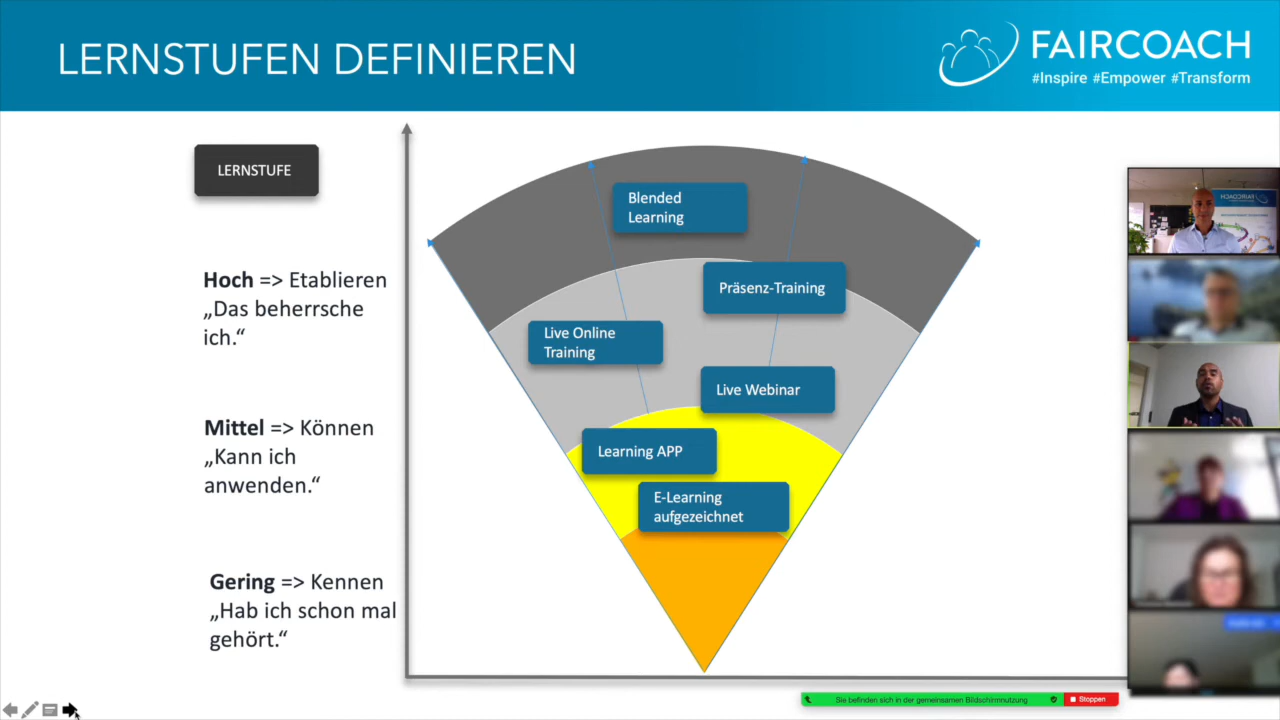 LERNSTUFEN DEFINIEREN
FAIRCOACH
#Inspire #Empower #Transform
LERNSTUFE
Hoch => Etablieren
„Das beherrsche
ich.“
Mittel => Können
„Kann ich
anwenden.“
Gering => Kennen
„Hab ich schon mal
gehört.“
Blended
Learning
Präsenz-Training
Live Online
Training
Live Webinar
Learning APP
E-Learning
aufgezeichnet
Sie befinden sich in der gemeinsamen Bildschirmnutzung
Stoppen